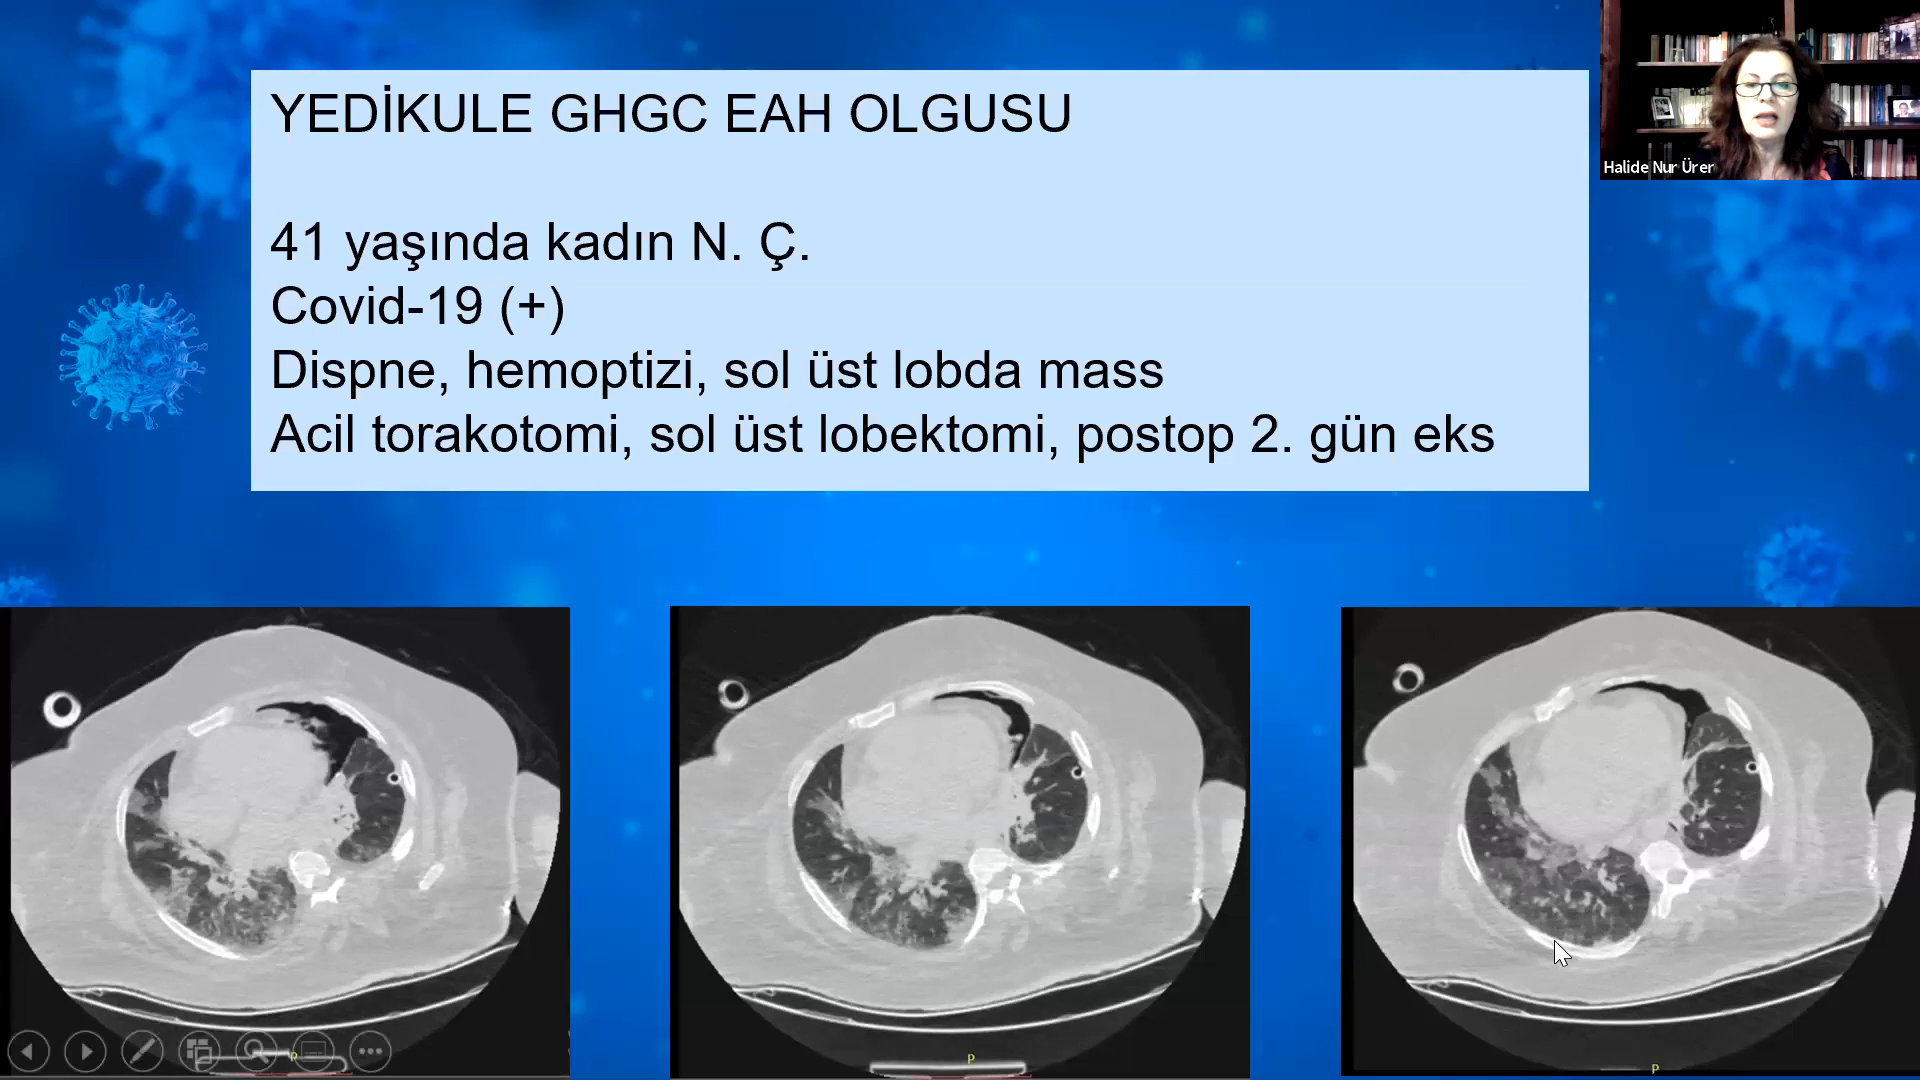 YEDİKULE GHGC EAH OLGUSU
Halide Nur Ürer
41 yaşında kadın N. Ç.
Covid-19 (+)
Dispne, hemoptizi, sol üst lobda mass
Acil torakotomi, sol üst lobektomi, postop 2. gün eks
P
P
P